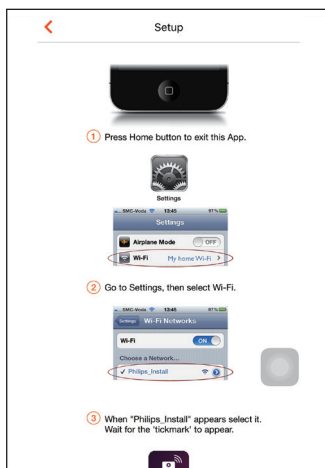 Setup
1 Press Home button to exit this App.
Settings
SMC-Voda 13:45 97%
Settings
Airplane Mode OFF
Wi-Fi My home Wi-Fi
2 Go to Settings, then select Wi-Fi.
SMC-Voda 13:45 97%
Settings Wi-Fi Networks
Wi-Fi ON
Choose a Network...
✓ Philips_Install
3 When "Philips_Install" appears select it.
Wait for the 'tickmark' to appear.